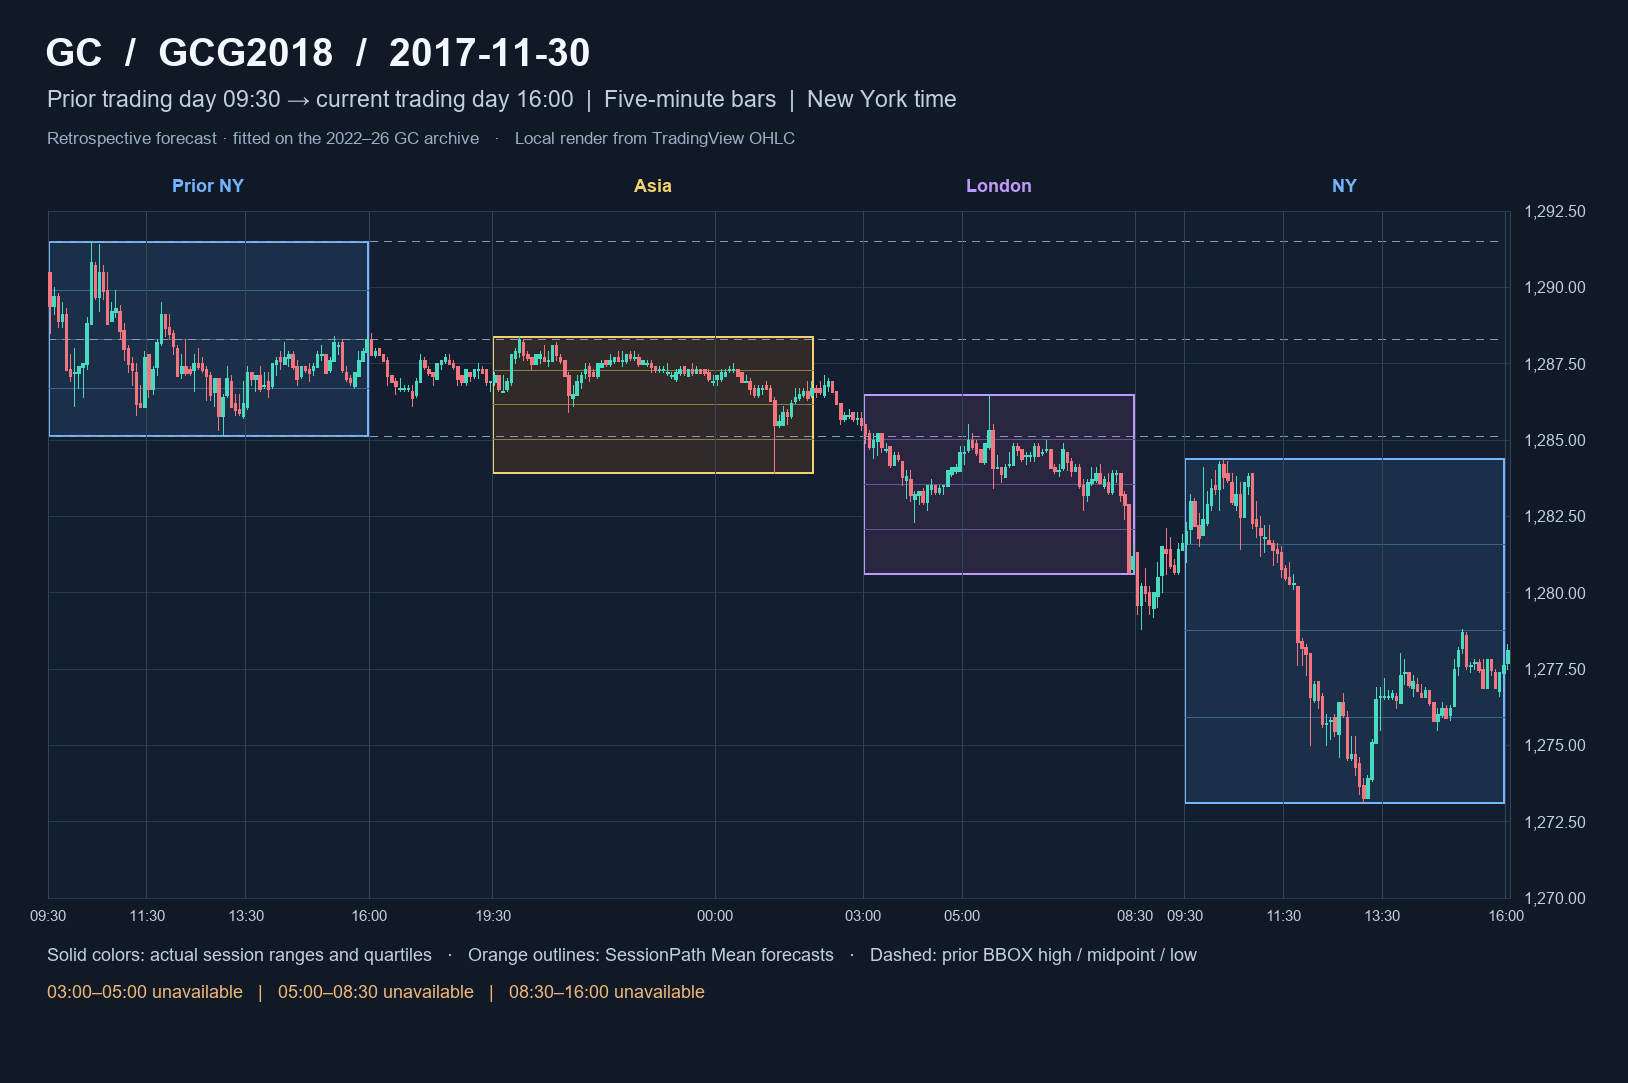 GC / GCG2018 / 2017-11-30
Prior trading day 09:30 → current trading day 16:00 | Five-minute bars | New York time
Retrospective forecast · fitted on the 2022–26 GC archive · Local render from TradingView OHLC
Prior NY Asia London NY
1,292.50
1,290.00
1,287.50
1,285.00
1,282.50
1,280.00
1,277.50
1,275.00
1,272.50
1,270.00
09:30 11:30 13:30 16:00 19:30 00:00 03:00 05:00 08:30 09:30 11:30 13:30 16:00
Solid colors: actual session ranges and quartiles · Orange outlines: SessionPath Mean forecasts · Dashed: prior BBOX high / midpoint / low
03:00–05:00 unavailable | 05:00–08:30 unavailable | 08:30–16:00 unavailable